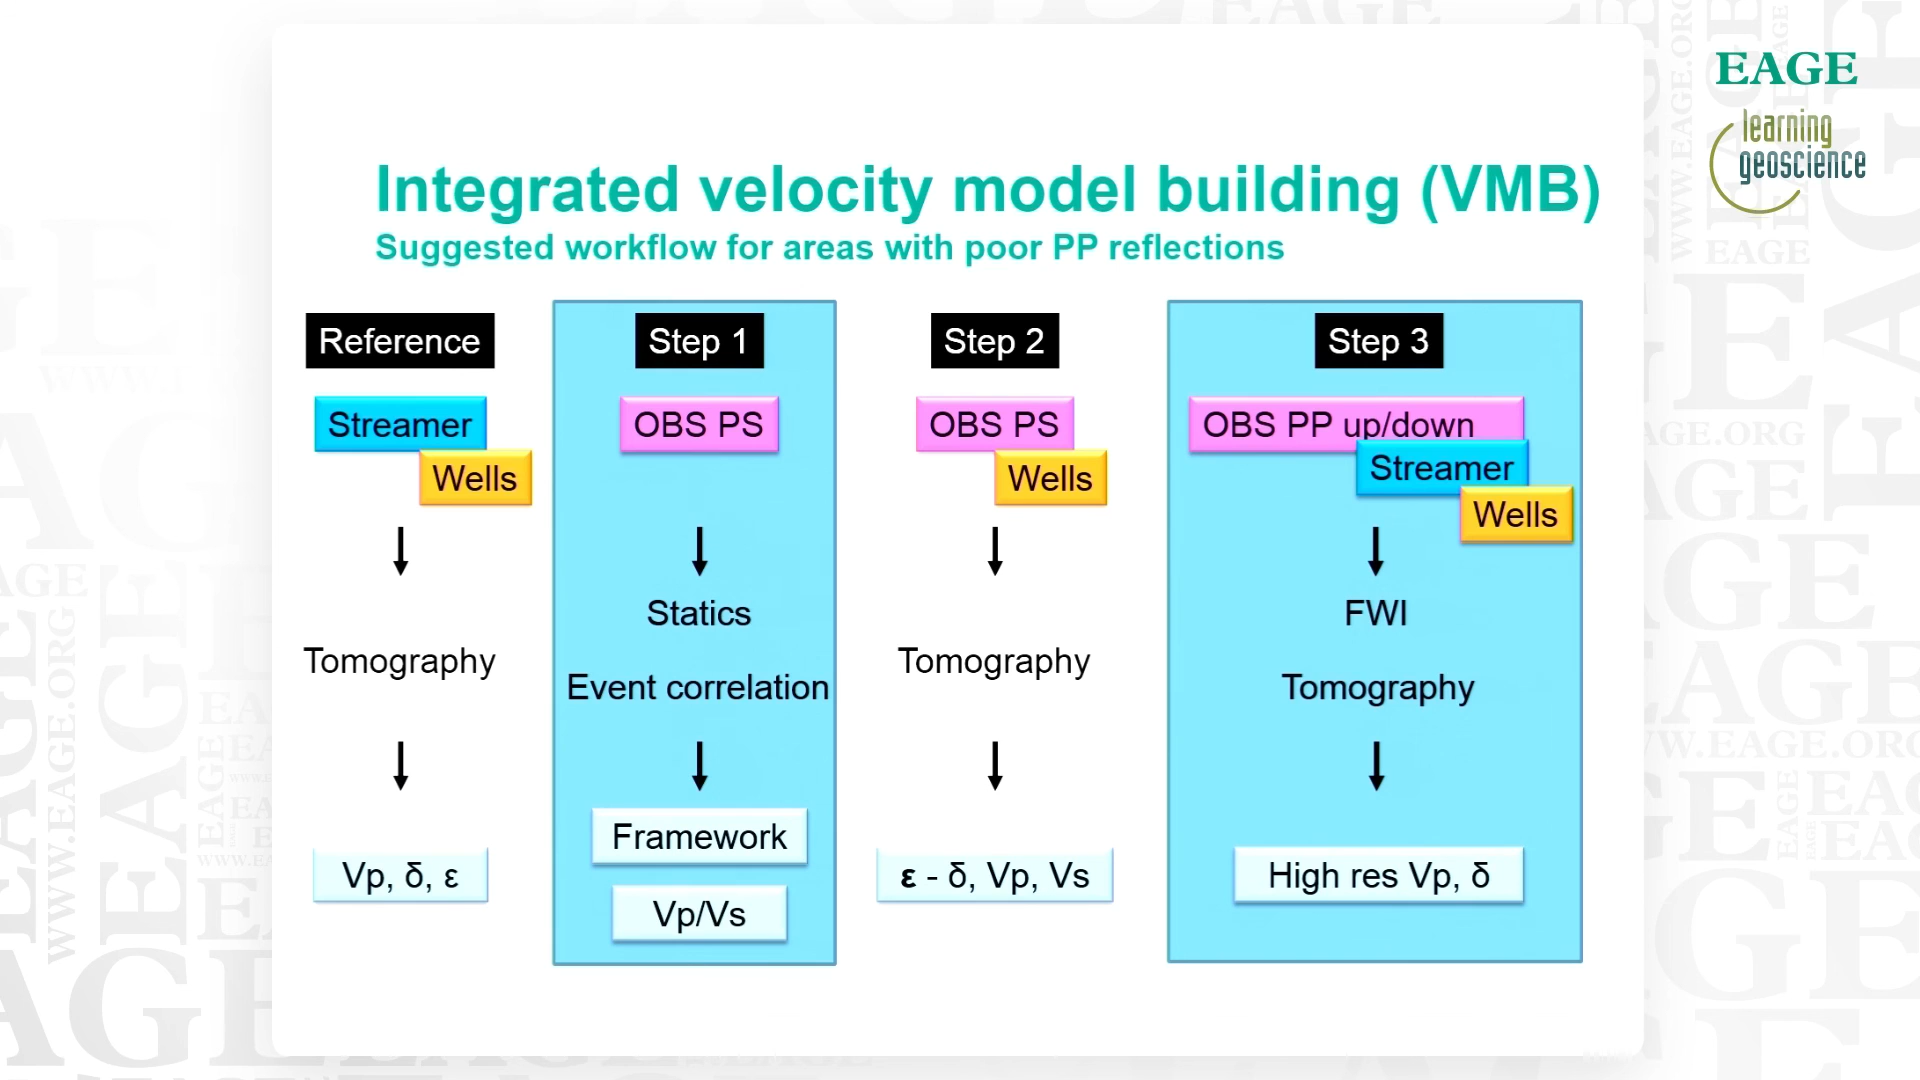 EAGE
learning
geoscience
Integrated velocity model building (VMB)
Suggested workflow for areas with poor PP reflections
Reference
Streamer
Wells
Tomography
Vp, δ, ε
Step 1
OBS PS
Statics
Event correlation
Framework
Vp/Vs
Step 2
OBS PS
Wells
Tomography
ε - δ, Vp, Vs
Step 3
OBS PP up/down
Streamer
Wells
FWI
Tomography
High res Vp, δ